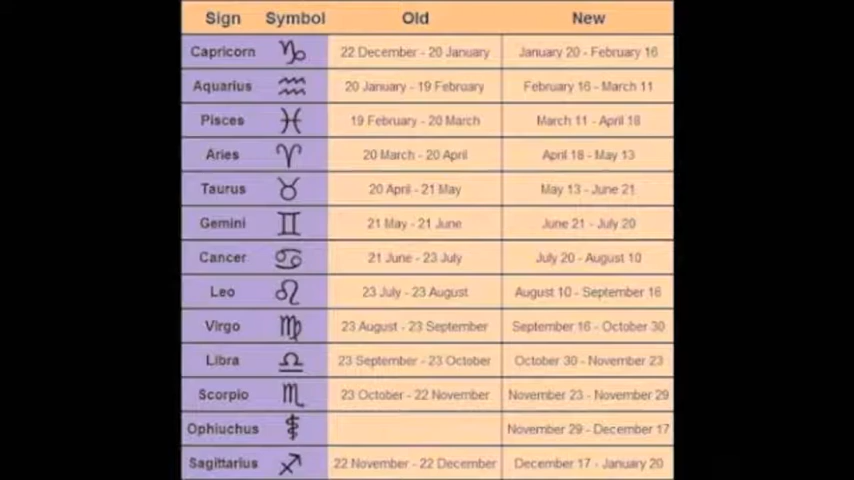 Sign Symbol Old New
Capricorn ♑ 22 December - 20 January January 20 - February 16
Aquarius ♒ 20 January - 19 February February 16 - March 11
Pisces ♓ 19 February - 20 March March 11 - April 18
Aries ♈ 20 March - 20 April April 18 - May 13
Taurus ♉ 20 April - 21 May May 13 - June 21
Gemini ♊ 21 May - 21 June June 21 - July 20
Cancer ♋ 21 June - 23 July July 20 - August 10
Leo ♌ 23 July - 23 August August 10 - September 16
Virgo ♍ 23 August - 23 September September 16 - October 30
Libra ♎ 23 September - 23 October October 30 - November 23
Scorpio ♏ 23 October - 22 November November 23 - November 29
Ophiuchus ⛎ November 29 - December 17
Sagittarius ♐ 22 November - 22 December December 17 - January 20